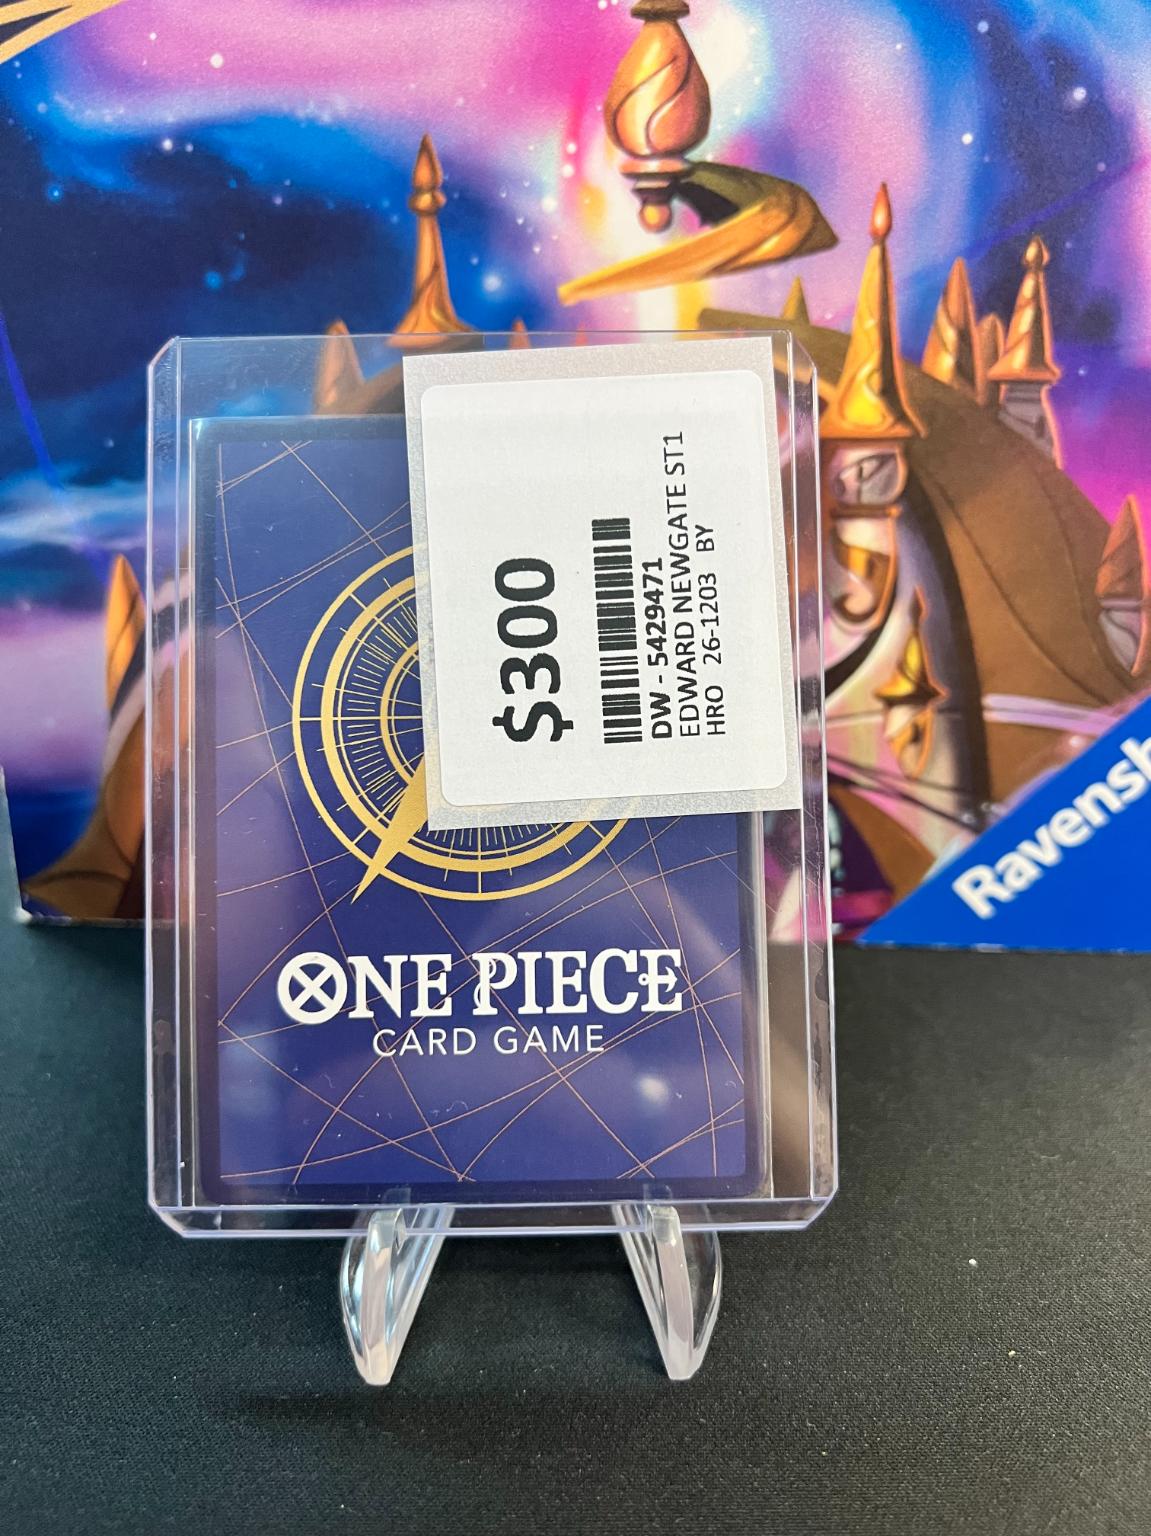 $300
DW - 5429471
EDWARD NEWGATE ST1
HRO 26-1203 BY
ONE PIECE
CARD GAME
Ravensb